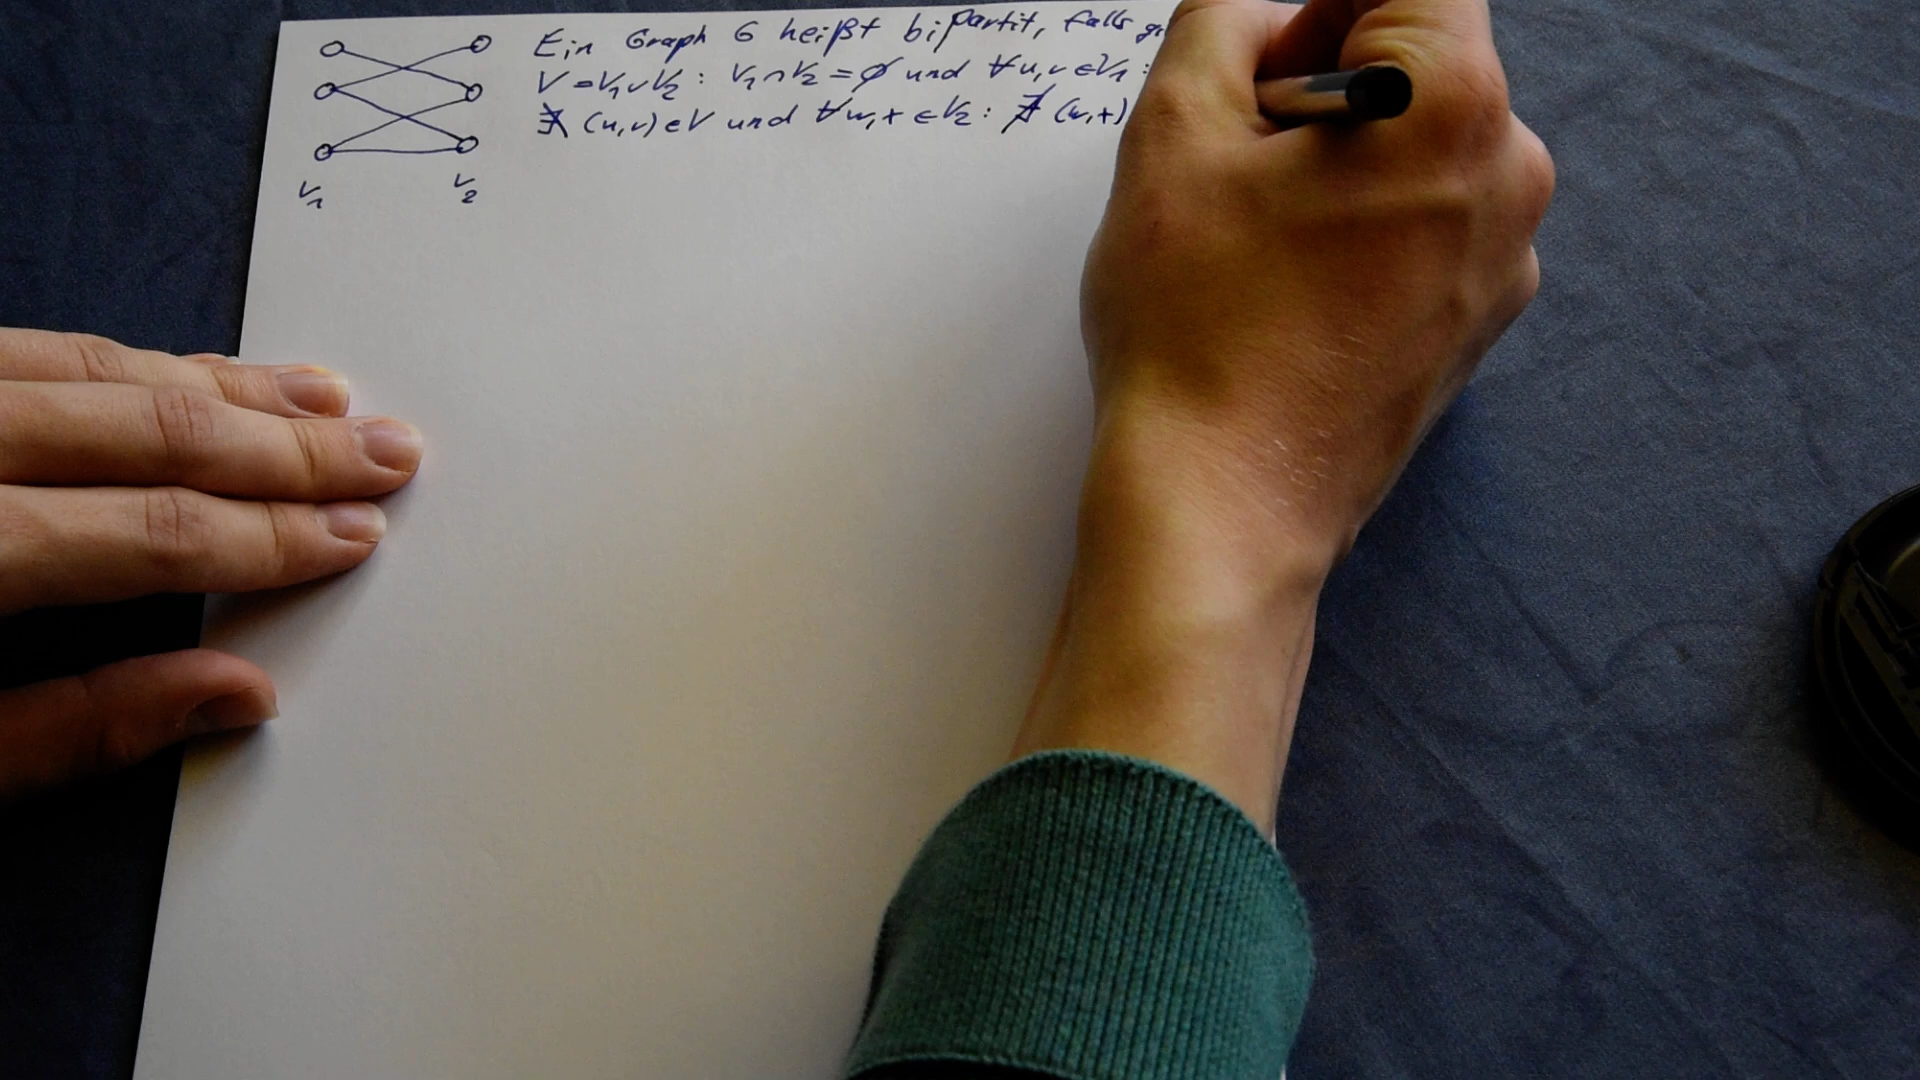 Ein Graph G heißt bipartit, falls
V = V₁ ∪ V₂ : V₁ ∩ V₂ = ∅ und ∀ u,v ∈ V₁ :
∄ (u,v) ∈ V und ∀ w,t ∈ V₂ : ∄ (w,t)
V₁ V₂